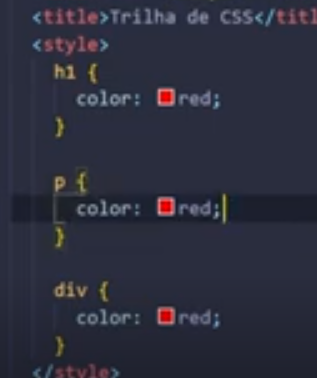 <title>Trilha de CSS</titl
<style>
h1 {
color: red;
}
p {
color: red;
}
div {
color: red;
}
</style>